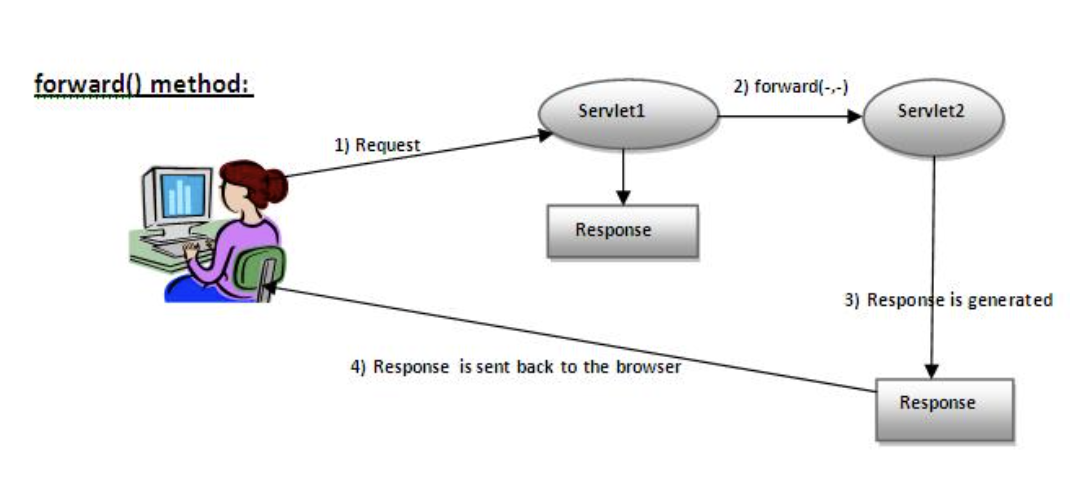 forward() method:
2) forward(-,-)
Servlet1
Servlet2
1) Request
Response
3) Response is generated
4) Response is sent back to the browser
Response